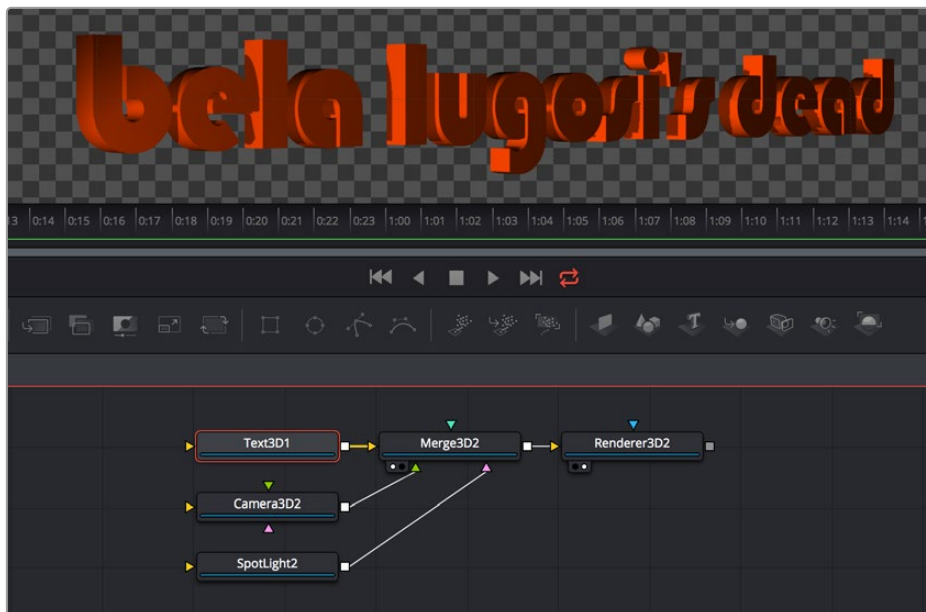 bela lugosi's dead
0:14 0:15 0:16 0:17 0:18 0:19 0:20 0:21 0:22 0:23 1:00 1:01 1:02 1:03 1:04 1:05 1:06 1:07 1:08 1:09 1:10 1:11 1:12 1:13 1:14
T
Text3D1 Merge3D2 Renderer3D2
Camera3D2
SpotLight2